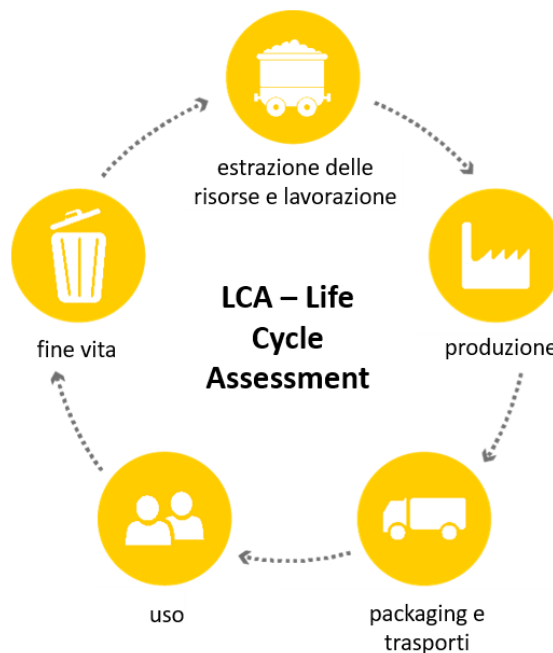 estrazione delle
risorse e lavorazione
LCA – Life
Cycle
Assessment
fine vita
produzione
uso
packaging e
trasporti